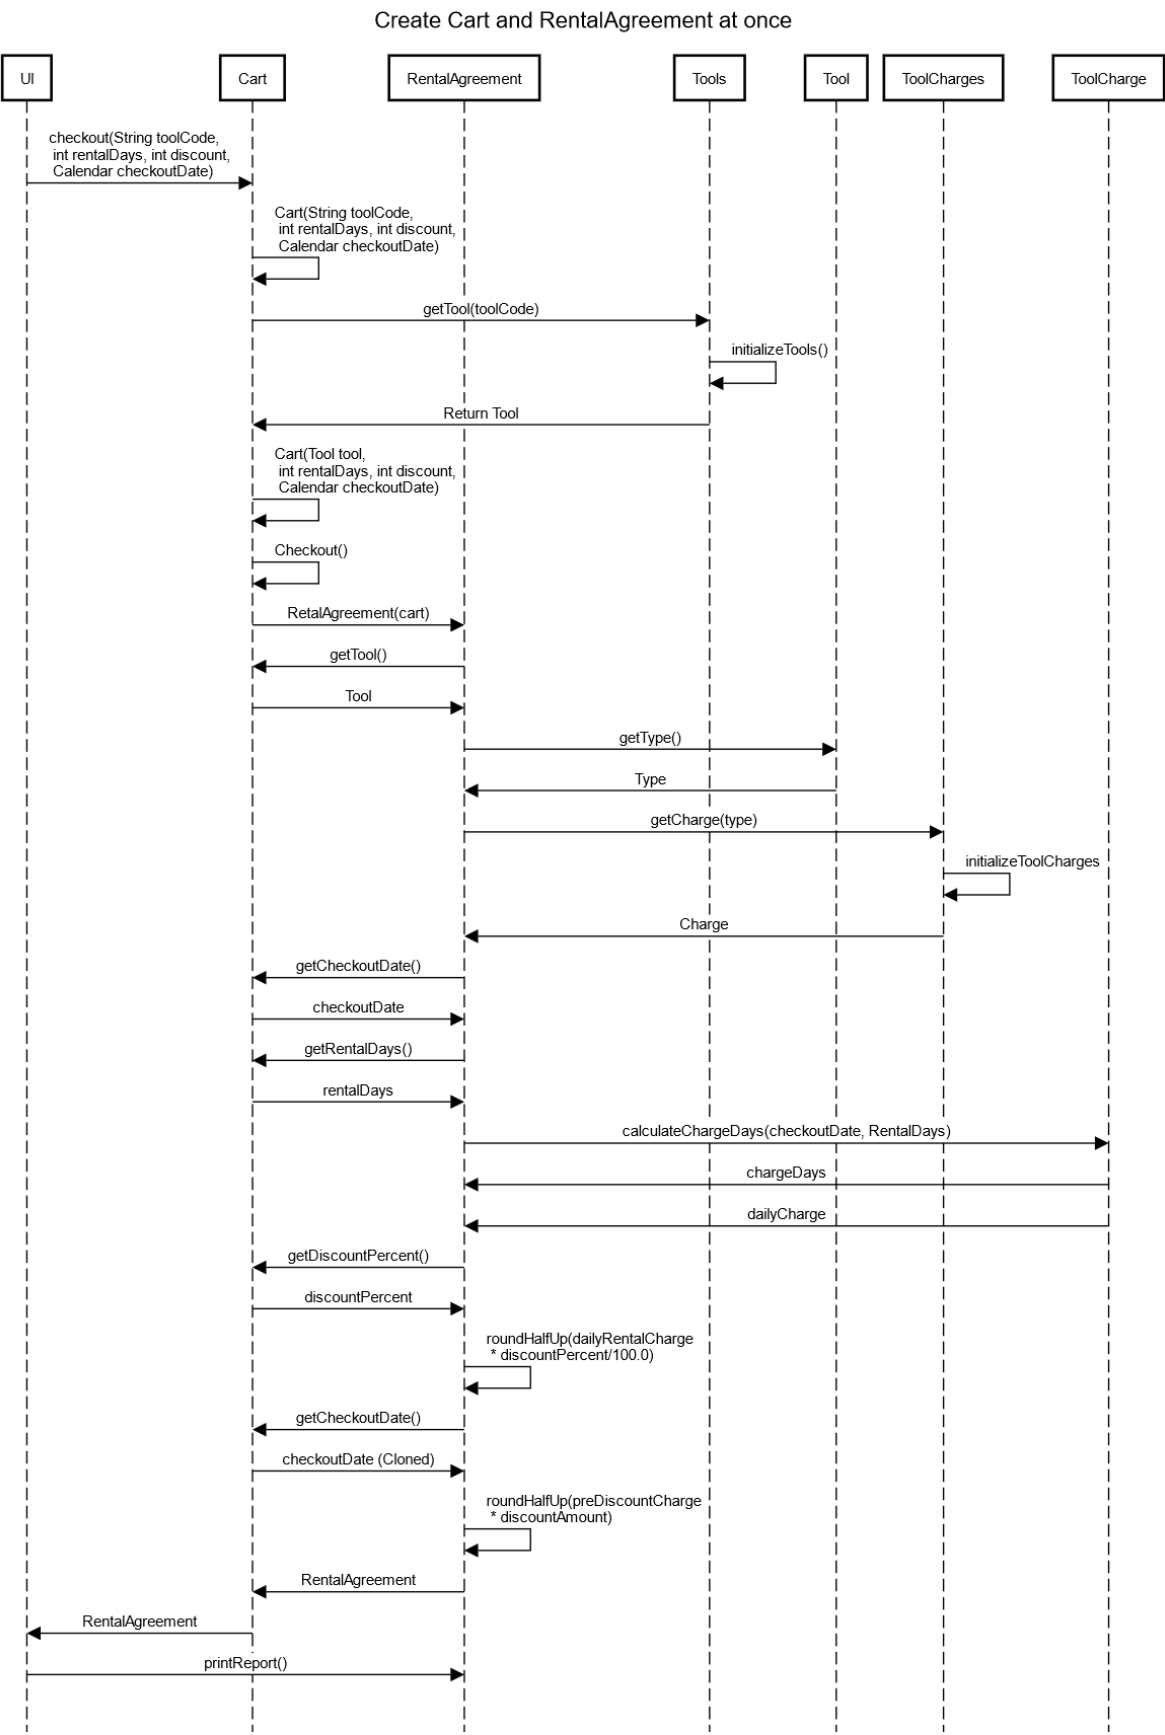 Create Cart and RentalAgreement at once
UI
Cart
RentalAgreement
Tools
Tool
ToolCharges
ToolCharge
checkout(String toolCode,
int rentalDays, int discount,
Calendar checkoutDate)
Cart(String toolCode,
int rentalDays, int discount,
Calendar checkoutDate)
getTool(toolCode)
initializeTools()
Return Tool
Cart(Tool tool,
int rentalDays, int discount,
Calendar checkoutDate)
Checkout()
RetalAgreement(cart)
getTool()
Tool
getType()
Type
getCharge(type)
initializeToolCharges
Charge
getCheckoutDate()
checkoutDate
getRentalDays()
rentalDays
calculateChargeDays(checkoutDate, RentalDays)
chargeDays
dailyCharge
getDiscountPercent()
discountPercent
roundHalfUp(dailyRentalCharge
* discountPercent/100.0)
getCheckoutDate()
checkoutDate (Cloned)
roundHalfUp(preDiscountCharge
* discountAmount)
RentalAgreement
RentalAgreement
printReport()